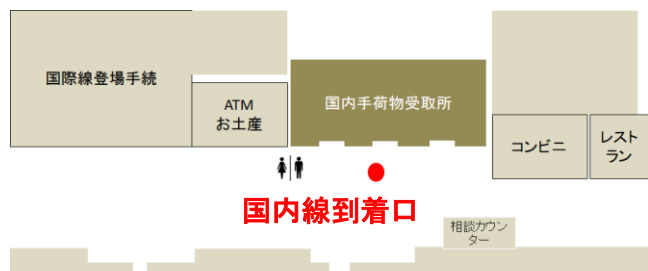 国際線登場手続
ATM
お土産
国内手荷物受取所
コンビニ
レスト
ラン
国内線到着口
相談カウン
ター